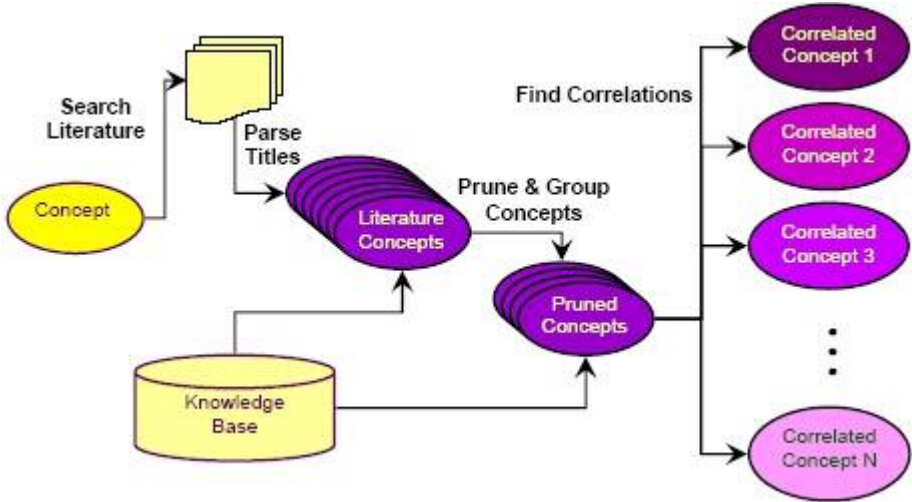 Search
Literature
Concept
Parse
Titles
Literature
Concepts
Prune & Group
Concepts
Pruned
Concepts
Knowledge
Base
Find Correlations
Correlated
Concept 1
Correlated
Concept 2
Correlated
Concept 3
Correlated
Concept N